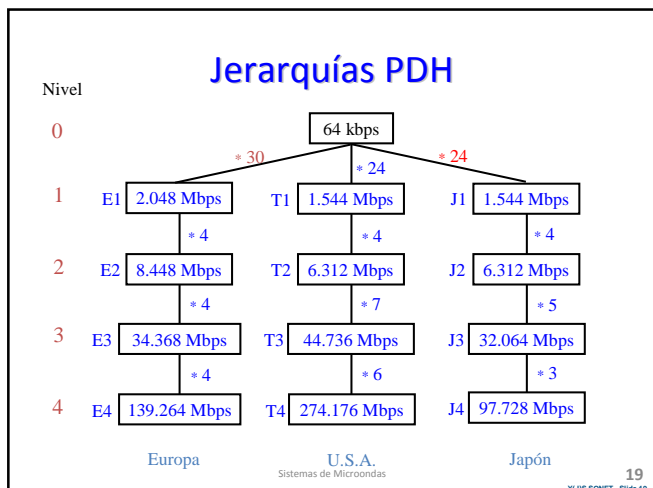 Jerarquías PDH
Nivel
0
64 kbps
* 30
* 24
* 24
1
E1 2.048 Mbps
T1 1.544 Mbps
J1 1.544 Mbps
* 4
* 4
* 4
2
E2 8.448 Mbps
T2 6.312 Mbps
J2 6.312 Mbps
* 4
* 7
* 5
3
E3 34.368 Mbps
T3 44.736 Mbps
J3 32.064 Mbps
* 4
* 6
* 3
4
E4 139.264 Mbps
T4 274.176 Mbps
J4 97.728 Mbps
Europa
U.S.A.
Japón
Sistemas de Microondas
19